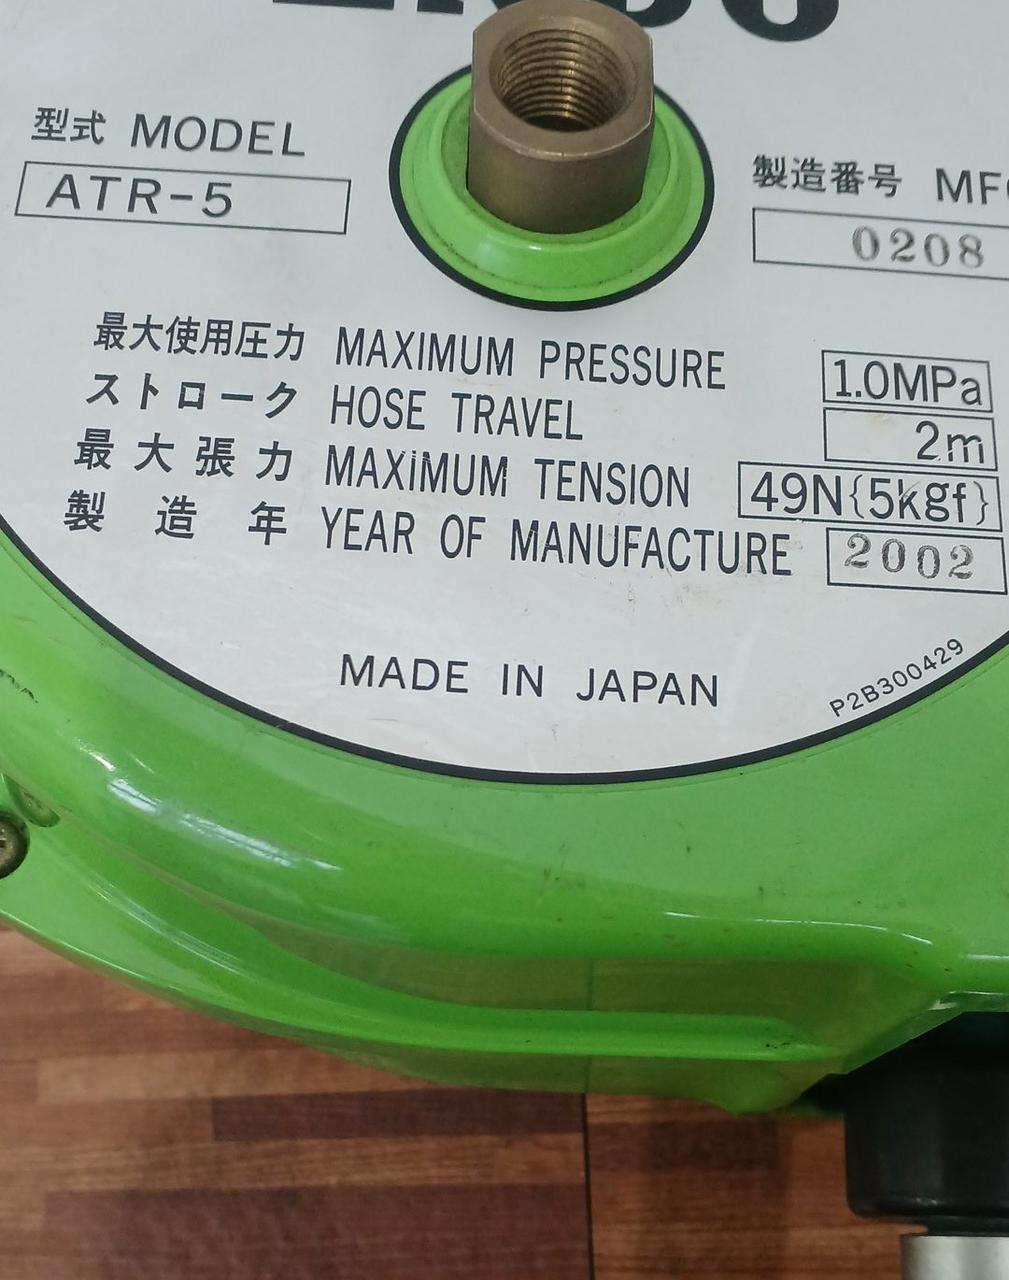 型式 MODEL
ATR-5
製造番号
0208
最大使用圧力 MAXIMUM PRESSURE 1.0MPa
ストローク HOSE TRAVEL 2m
最大張力 MAXIMUM TENSION 49N{5kgf}
製造年 YEAR OF MANUFACTURE 2002
MADE IN JAPAN
P2B300429